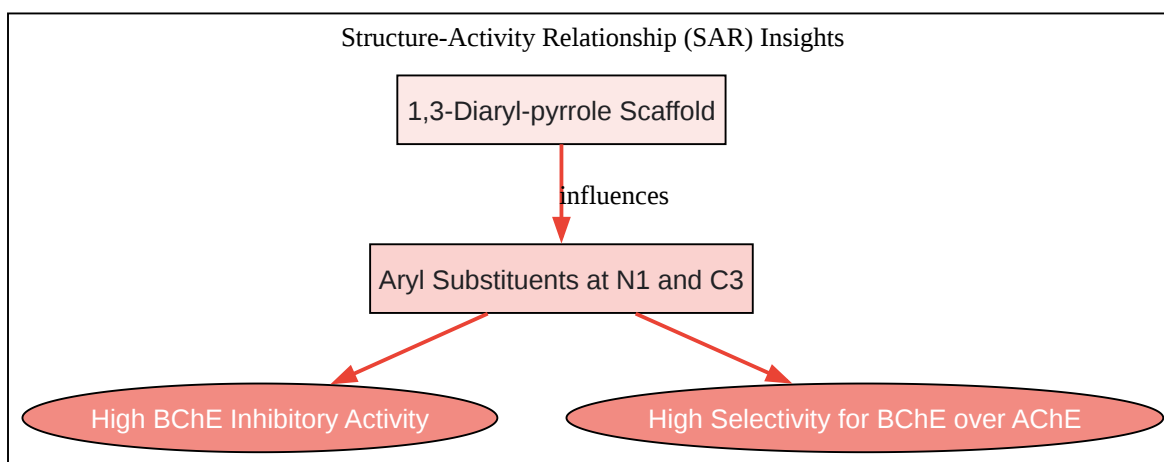 Structure-Activity Relationship (SAR) Insights
1,3-Diaryl-pyrrole Scaffold
influences
Aryl Substituents at N1 and C3
High BChE Inhibitory Activity
High Selectivity for BChE over AChE